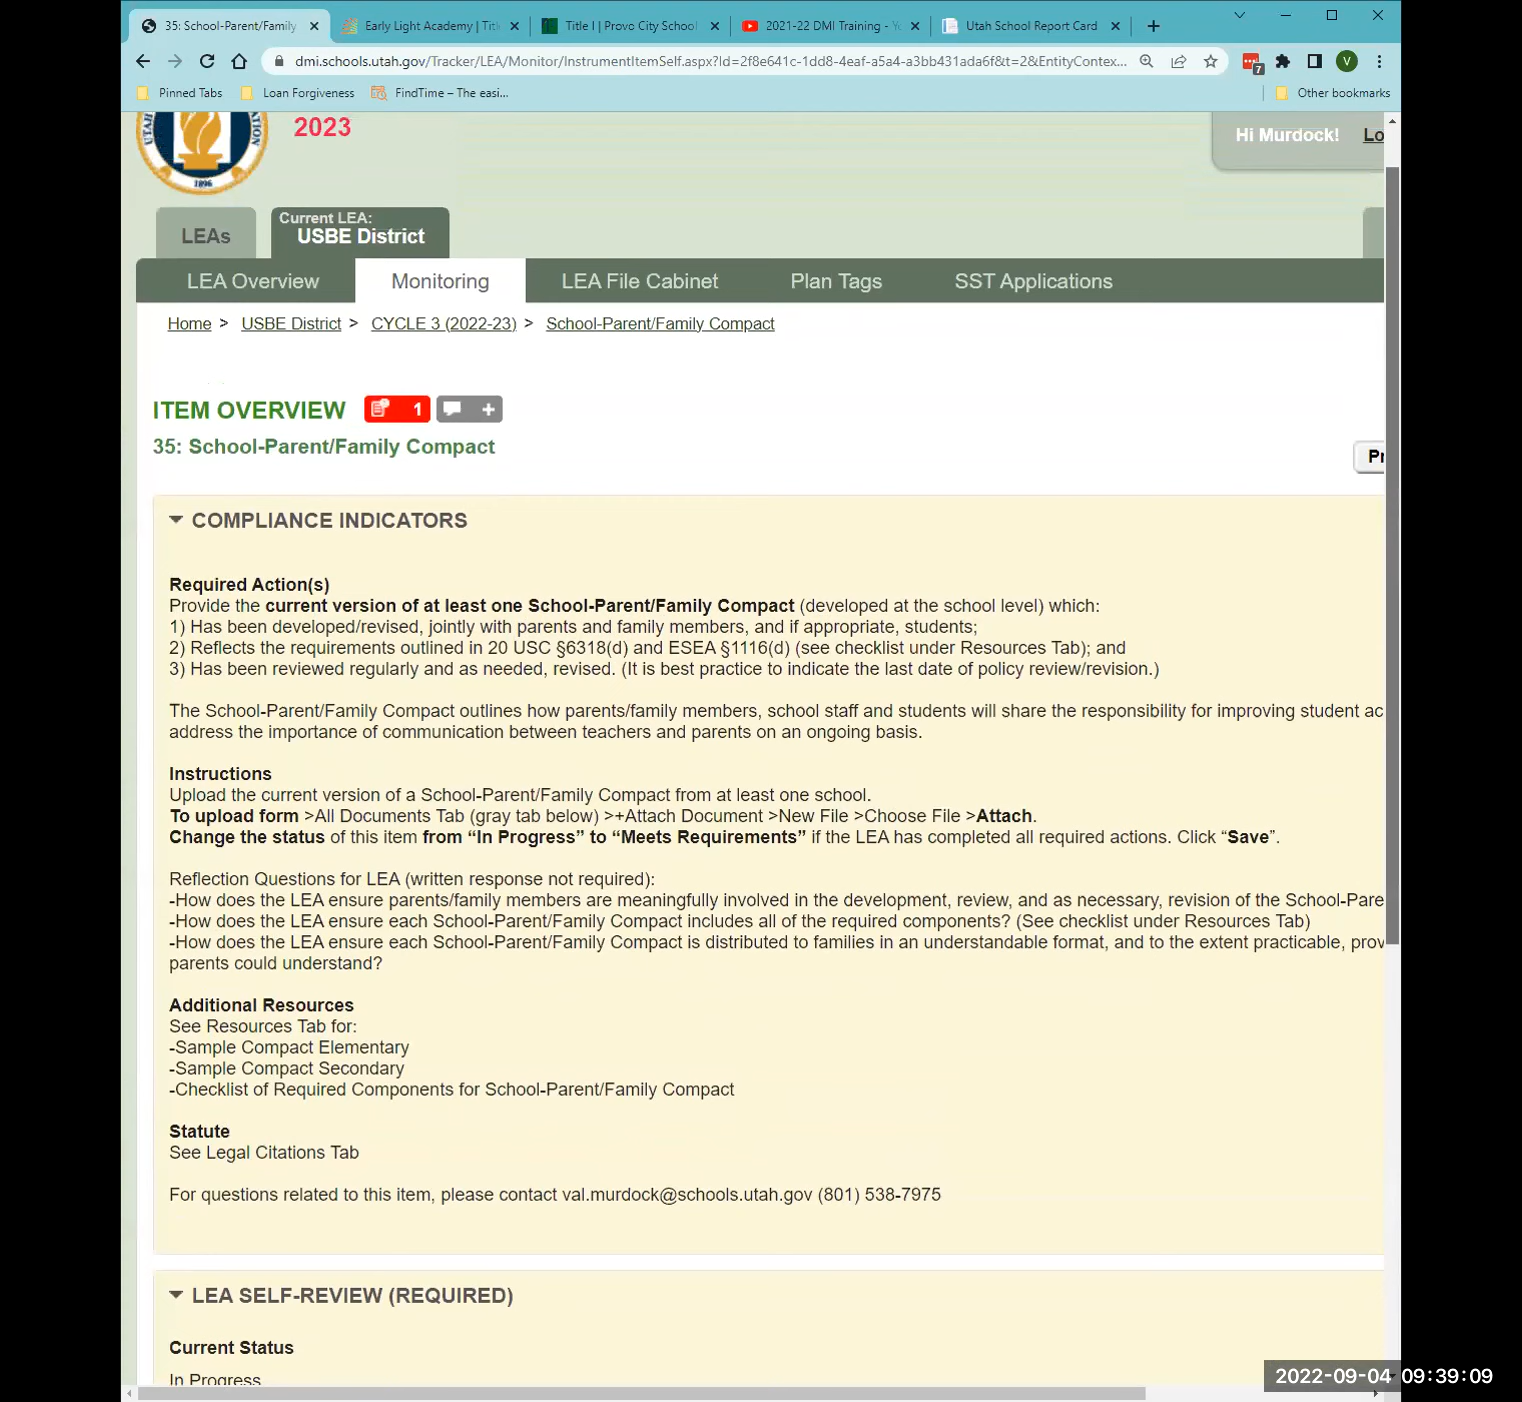 35: School-Parent/Family
Early Light Academy | Titl
Title I | Provo City School
2021-22 DMI Training - Yo
Utah School Report Card
dmi.schools.utah.gov/Tracker/LEA/Monitor/InstrumentItemSelf.aspx?Id=2f8e641c-1dd8-4eaf-a5a4-a3bb431ada6f&t=2&EntityContex...
7
V
Pinned Tabs
Loan Forgiveness
FindTime – The easi...
Other bookmarks
1896
2023
Hi Murdock! Lo
LEAs
Current LEA:
USBE District
LEA Overview Monitoring LEA File Cabinet Plan Tags SST Applications
Home > USBE District > CYCLE 3 (2022-23) > School-Parent/Family Compact
ITEM OVERVIEW 1 +
35: School-Parent/Family Compact
Pr
COMPLIANCE INDICATORS
Required Action(s)
Provide the current version of at least one School-Parent/Family Compact (developed at the school level) which:
1) Has been developed/revised, jointly with parents and family members, and if appropriate, students;
2) Reflects the requirements outlined in 20 USC §6318(d) and ESEA §1116(d) (see checklist under Resources Tab); and
3) Has been reviewed regularly and as needed, revised. (It is best practice to indicate the last date of policy review/revision.)
The School-Parent/Family Compact outlines how parents/family members, school staff and students will share the responsibility for improving student ac
address the importance of communication between teachers and parents on an ongoing basis.
Instructions
Upload the current version of a School-Parent/Family Compact from at least one school.
To upload form >All Documents Tab (gray tab below) >+Attach Document >New File >Choose File >Attach.
Change the status of this item from “In Progress” to “Meets Requirements” if the LEA has completed all required actions. Click “Save”.
Reflection Questions for LEA (written response not required):
-How does the LEA ensure parents/family members are meaningfully involved in the development, review, and as necessary, revision of the School-Pare
-How does the LEA ensure each School-Parent/Family Compact includes all of the required components? (See checklist under Resources Tab)
-How does the LEA ensure each School-Parent/Family Compact is distributed to families in an understandable format, and to the extent practicable, prov
parents could understand?
Additional Resources
See Resources Tab for:
-Sample Compact Elementary
-Sample Compact Secondary
-Checklist of Required Components for School-Parent/Family Compact
Statute
See Legal Citations Tab
For questions related to this item, please contact val.murdock@schools.utah.gov (801) 538-7975
LEA SELF-REVIEW (REQUIRED)
Current Status
In Progress
2022-09-04 09:39:09